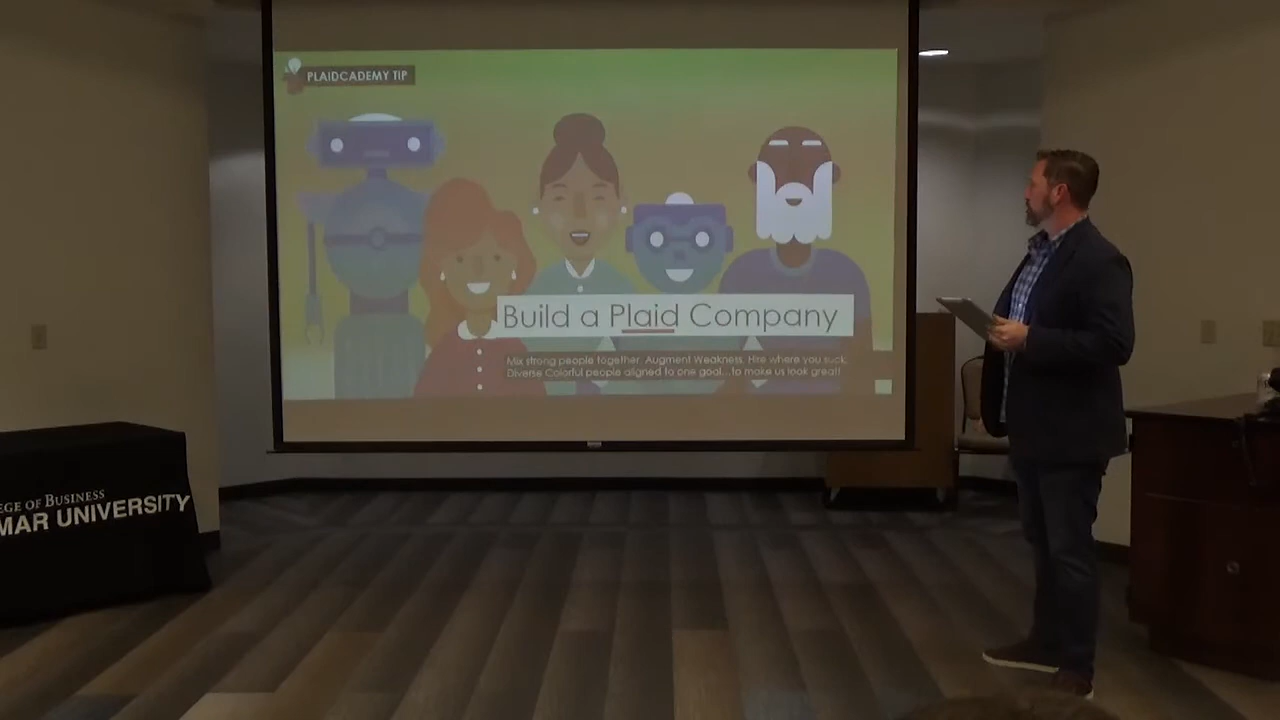 PLAIDCADEMY TIP
Build a Plaid Company
Mix strong people together. Augment Weakness. Hire where you suck.
Diverse Colorful people aligned to one goal...to make us look great!
EGE OF BUSINESS
MAR UNIVERSITY